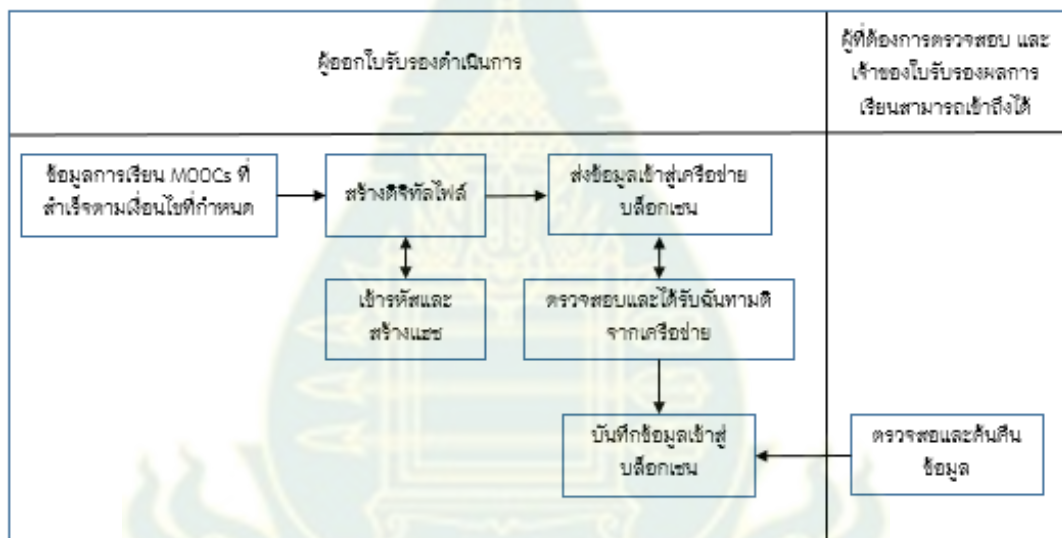 ผู้ออกใบรับรองดำเนินการ
ผู้ที่ต้องการตรวจสอบ และ
เจ้าของใบรับรองผลการ
เรียนสามารถเข้าถึงได้
ข้อมูลการเรียน MOOCs ที่
สำเร็จตามเงื่อนไขที่กำหนด
สร้างดิจิทัลไฟล์
ส่งข้อมูลเข้าสู่เครือข่าย
บล็อกเชน
เข้ารหัสและ
สร้างแฮช
ตรวจสอบและได้รับฉันทามติ
จากเครือข่าย
บันทึกข้อมูลเข้าสู่
บล็อกเชน
ตรวจสอและค้นคืน
ข้อมูล